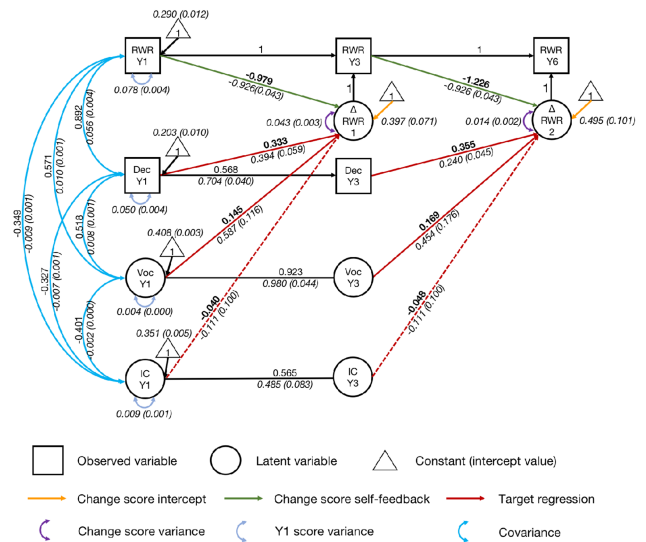 0.290 (0.012)
1
RWR
Y1
1
RWR
Y3
1
RWR
Y6
0.078 (0.004)
-0.979
-0.926(0.043)
1
-1.226
-0.926 (0.043)
1
0.892
0.056 (0.004)
0.203 (0.010)
1
0.043 (0.003)
Δ
RWR
1
1
0.397 (0.071)
0.014 (0.002)
Δ
RWR
2
1
0.495 (0.101)
0.571
0.010 (0.001)
Dec
Y1
0.333
0.394 (0.059)
0.568
0.704 (0.040)
Dec
Y3
0.355
0.240 (0.045)
0.050 (0.004)
-0.349
-0.009 (0.001)
0.518
0.008 (0.001)
0.408 (0.003)
1
0.145
0.587 (0.116)
0.169
0.454 (0.176)
-0.327
-0.007 (0.001)
Voc
Y1
0.923
0.980 (0.044)
Voc
Y3
0.004 (0.000)
-0.401
-0.002 (0.000)
0.351 (0.005)
1
-0.040
-0.111 (0.100)
-0.048
-0.111 (0.100)
IC
Y1
0.565
0.485 (0.083)
IC
Y3
0.009 (0.001)
Observed variable
Latent variable
Constant (intercept value)
Change score intercept
Change score self-feedback
Target regression
Change score variance
Y1 score variance
Covariance